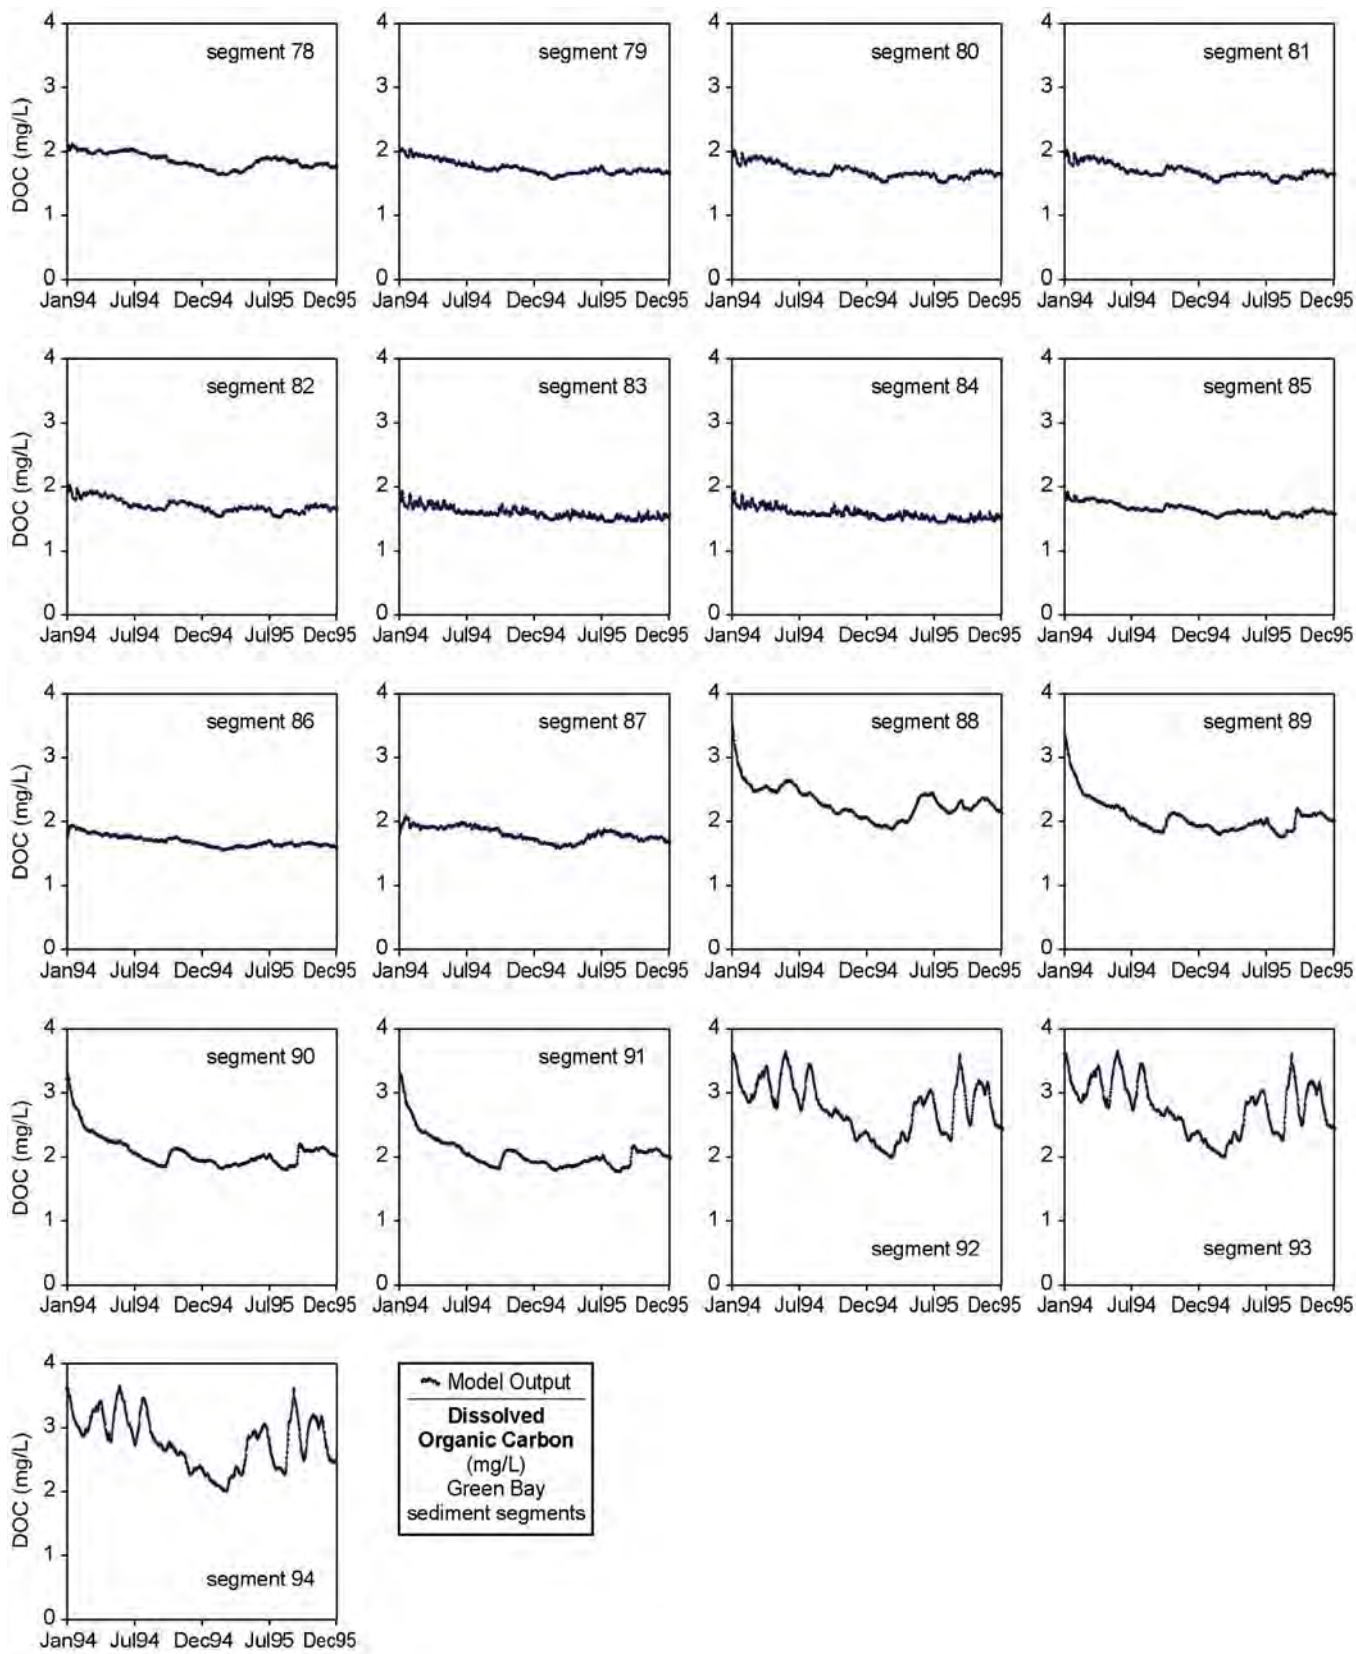 4 segment 78 4 segment 79 4 segment 80 4 segment 81
3 3 3 3
2 2 2 2
1 1 1 1
0 0 0 0
DOC (mg/L)
Jan94 Jul94 Dec94 Jul95 Dec95 Jan94 Jul94 Dec94 Jul95 Dec95 Jan94 Jul94 Dec94 Jul95 Dec95 Jan94 Jul94 Dec94 Jul95 Dec95
4 segment 82 4 segment 83 4 segment 84 4 segment 85
3 3 3 3
2 2 2 2
1 1 1 1
0 0 0 0
DOC (mg/L)
Jan94 Jul94 Dec94 Jul95 Dec95 Jan94 Jul94 Dec94 Jul95 Dec95 Jan94 Jul94 Dec94 Jul95 Dec95 Jan94 Jul94 Dec94 Jul95 Dec95
4 segment 86 4 segment 87 4 segment 88 4 segment 89
3 3 3 3
2 2 2 2
1 1 1 1
0 0 0 0
DOC (mg/L)
Jan94 Jul94 Dec94 Jul95 Dec95 Jan94 Jul94 Dec94 Jul95 Dec95 Jan94 Jul94 Dec94 Jul95 Dec95 Jan94 Jul94 Dec94 Jul95 Dec95
4 segment 90 4 segment 91 4 4
3 3 3 3
2 2 2 2
1 1 1 segment 92 1 segment 93
0 0 0 0
DOC (mg/L)
Jan94 Jul94 Dec94 Jul95 Dec95 Jan94 Jul94 Dec94 Jul95 Dec95 Jan94 Jul94 Dec94 Jul95 Dec95 Jan94 Jul94 Dec94 Jul95 Dec95
4
3
2
1
segment 94
0
DOC (mg/L)
Jan94 Jul94 Dec94 Jul95 Dec95
Model Output
Dissolved
Organic Carbon
(mg/L)
Green Bay
sediment segments